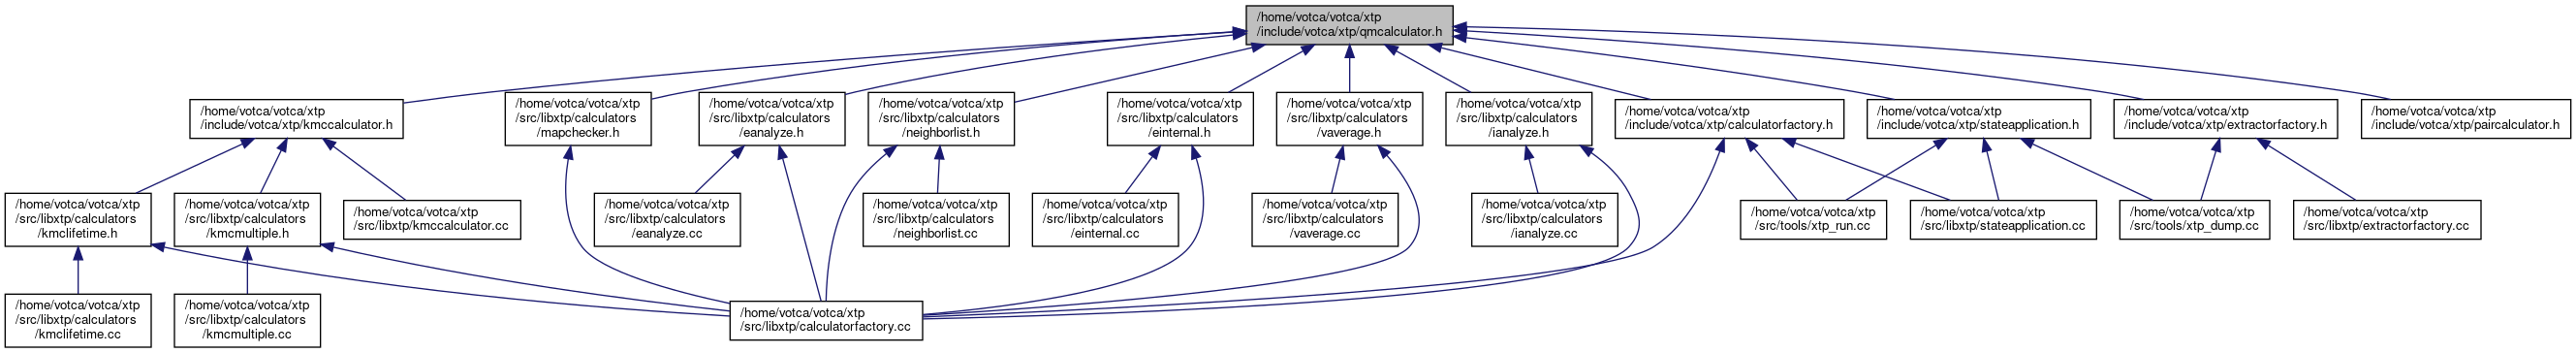 /home/votca/votca/xtp
/include/votca/xtp/qmcalculator.h
/home/votca/votca/xtp
/include/votca/xtp/kmccalculator.h
/home/votca/votca/xtp
/src/libxtp/calculators
/mapchecker.h
/home/votca/votca/xtp
/src/libxtp/calculators
/eanalyze.h
/home/votca/votca/xtp
/src/libxtp/calculators
/neighborlist.h
/home/votca/votca/xtp
/src/libxtp/calculators
/einternal.h
/home/votca/votca/xtp
/src/libxtp/calculators
/vaverage.h
/home/votca/votca/xtp
/src/libxtp/calculators
/ianalyze.h
/home/votca/votca/xtp
/include/votca/xtp/calculatorfactory.h
/home/votca/votca/xtp
/include/votca/xtp/stateapplication.h
/home/votca/votca/xtp
/include/votca/xtp/extractorfactory.h
/home/votca/votca/xtp
/include/votca/xtp/paircalculator.h
/home/votca/votca/xtp
/src/libxtp/calculators
/kmclifetime.h
/home/votca/votca/xtp
/src/libxtp/calculators
/kmcmultiple.h
/home/votca/votca/xtp
/src/libxtp/kmccalculator.cc
/home/votca/votca/xtp
/src/libxtp/calculators
/eanalyze.cc
/home/votca/votca/xtp
/src/libxtp/calculators
/neighborlist.cc
/home/votca/votca/xtp
/src/libxtp/calculators
/einternal.cc
/home/votca/votca/xtp
/src/libxtp/calculators
/vaverage.cc
/home/votca/votca/xtp
/src/libxtp/calculators
/ianalyze.cc
/home/votca/votca/xtp
/src/tools/xtp_run.cc
/home/votca/votca/xtp
/src/libxtp/stateapplication.cc
/home/votca/votca/xtp
/src/tools/xtp_dump.cc
/home/votca/votca/xtp
/src/libxtp/extractorfactory.cc
/home/votca/votca/xtp
/src/libxtp/calculators
/kmclifetime.cc
/home/votca/votca/xtp
/src/libxtp/calculators
/kmcmultiple.cc
/home/votca/votca/xtp
/src/libxtp/calculatorfactory.cc